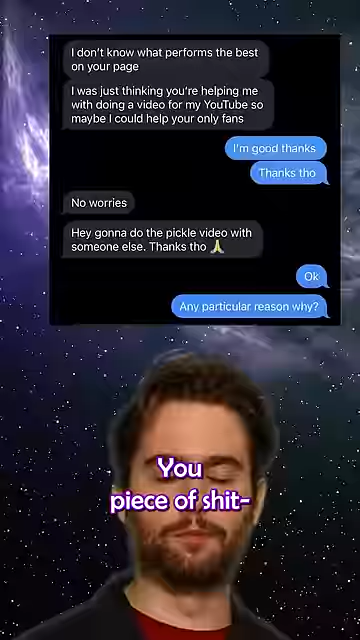 I don't know what performs the best
on your page
I was just thinking you're helping me
with doing a video for my YouTube so
maybe I could help your only fans
I'm good thanks
Thanks tho
No worries
Hey gonna do the pickle video with
someone else. Thanks tho 🙏
Ok
Any particular reason why?
You
piece of shit-